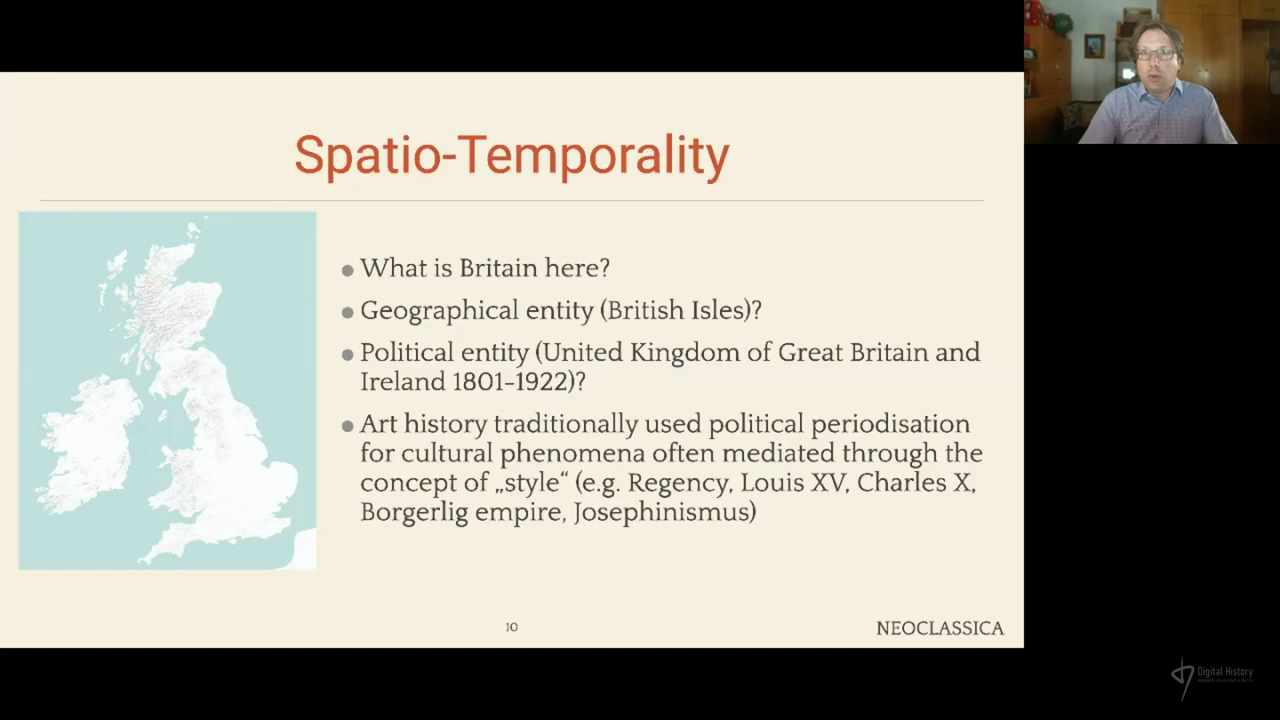 Spatio-Temporality
What is Britain here?
Geographical entity (British Isles)?
Political entity (United Kingdom of Great Britain and
Ireland 1801-1922)?
Art history traditionally used political periodisation
for cultural phenomena often mediated through the
concept of „style“ (e.g. Regency, Louis XV, Charles X,
Borgerlig empire, Josephinismus)
10
NEOCLASSICA
Digital History